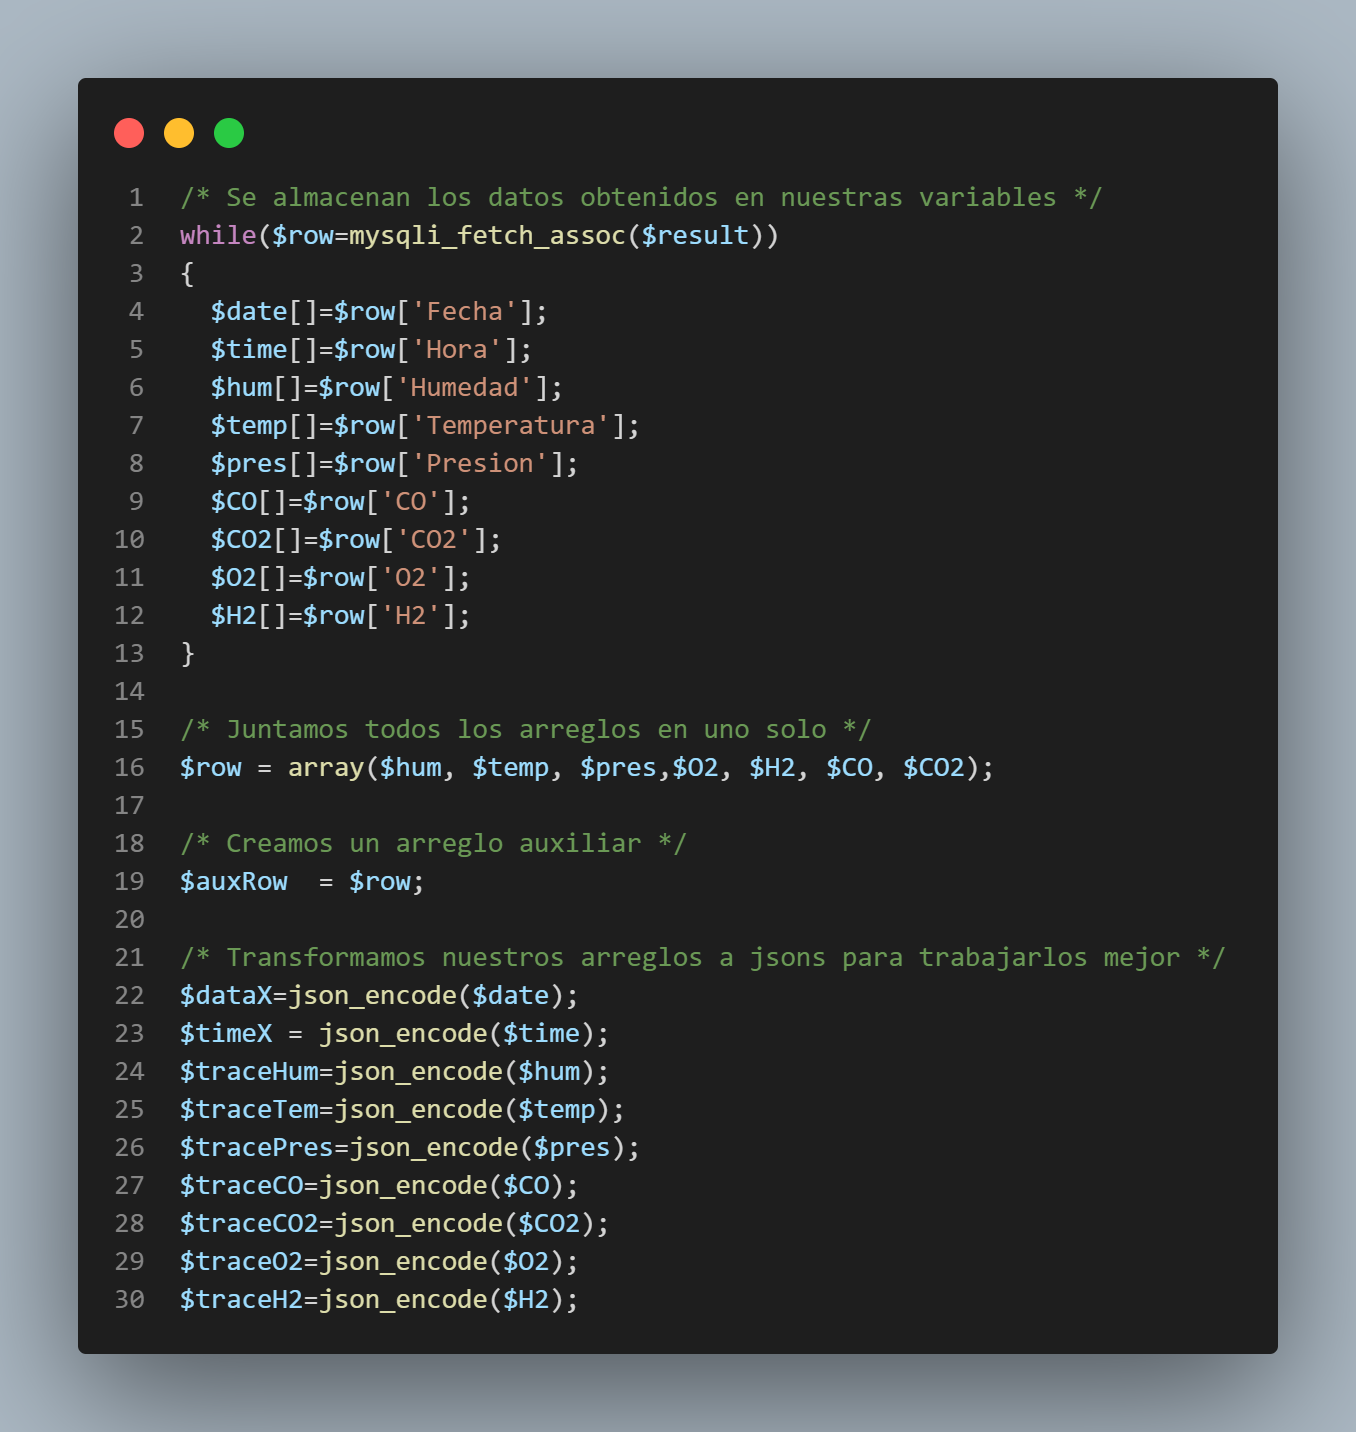 1 /* Se almacenan los datos obtenidos en nuestras variables */
2 while($row=mysqli_fetch_assoc($result))
3 {
4   $date[]=$row['Fecha'];
5   $time[]=$row['Hora'];
6   $hum[]=$row['Humedad'];
7   $temp[]=$row['Temperatura'];
8   $pres[]=$row['Presion'];
9   $CO[]=$row['CO'];
10   $CO2[]=$row['CO2'];
11   $O2[]=$row['O2'];
12   $H2[]=$row['H2'];
13 }
14
15 /* Juntamos todos los arreglos en uno solo */
16 $row = array($hum, $temp, $pres,$O2, $H2, $CO, $CO2);
17
18 /* Creamos un arreglo auxiliar */
19 $auxRow  = $row;
20
21 /* Transformamos nuestros arreglos a jsons para trabajarlos mejor */
22 $dataX=json_encode($date);
23 $timeX = json_encode($time);
24 $traceHum=json_encode($hum);
25 $traceTem=json_encode($temp);
26 $tracePres=json_encode($pres);
27 $traceCO=json_encode($CO);
28 $traceCO2=json_encode($CO2);
29 $traceO2=json_encode($O2);
30 $traceH2=json_encode($H2);